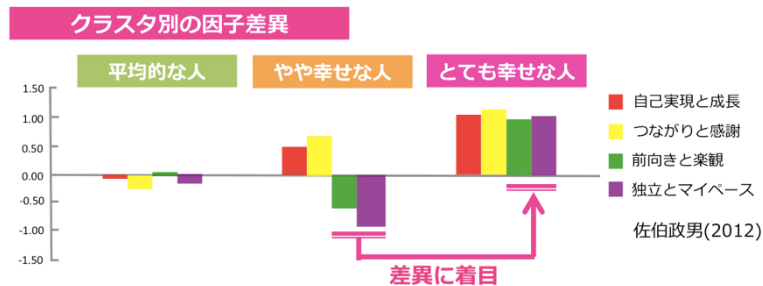 クラスタ別の因子差異
平均的な人
やや幸せな人
とても幸せな人
1.50
1.00
0.50
0.00
-0.50
-1.00
-1.50
自己実現と成長
つながりと感謝
前向きと楽観
独立とマイペース
佐伯政男(2012)
差異に着目